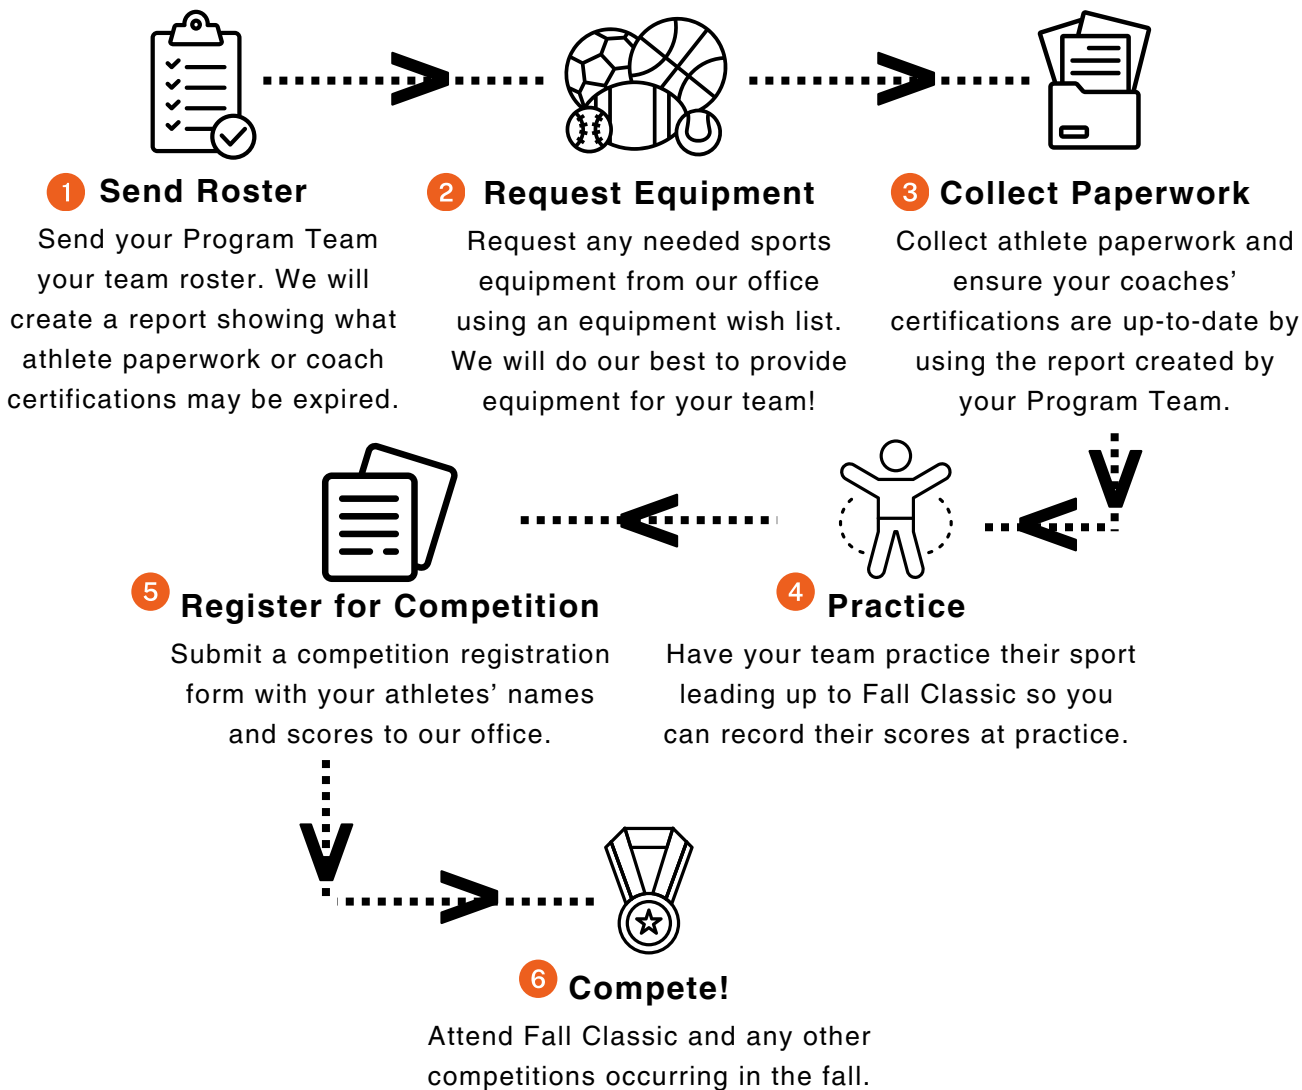 1 Send Roster
Send your Program Team
your team roster. We will
create a report showing what
athlete paperwork or coach
certifications may be expired.
2 Request Equipment
Request any needed sports
equipment from our office
using an equipment wish list.
We will do our best to provide
equipment for your team!
3 Collect Paperwork
Collect athlete paperwork and
ensure your coaches’
certifications are up-to-date by
using the report created by
your Program Team.
4 Practice
Have your team practice their sport
leading up to Fall Classic so you
can record their scores at practice.
5 Register for Competition
Submit a competition registration
form with your athletes’ names
and scores to our office.
6 Compete!
Attend Fall Classic and any other
competitions occurring in the fall.